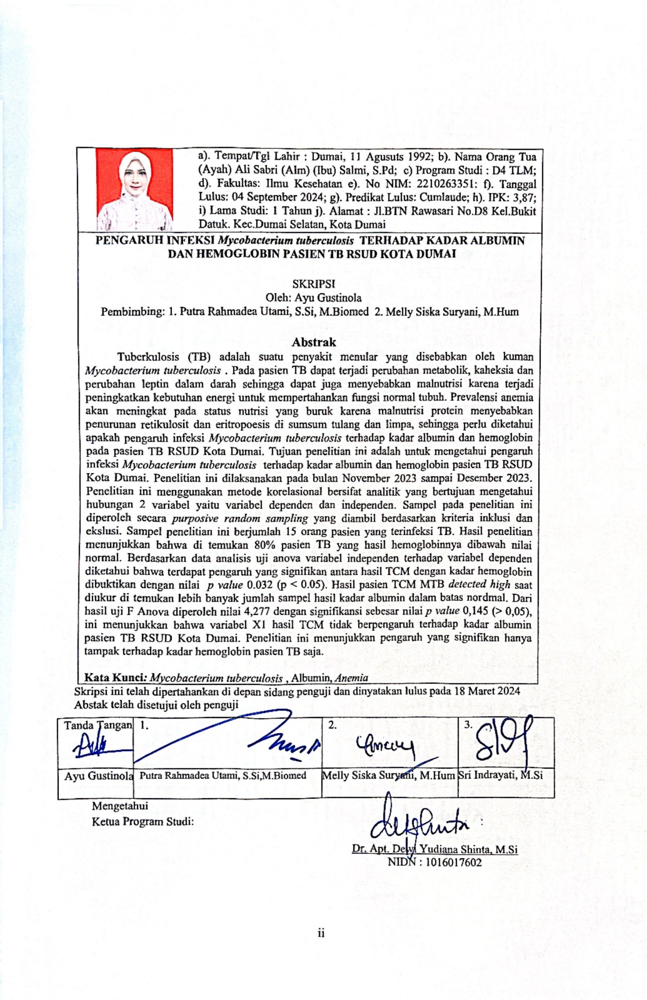 a). Tempat/Tgl Lahir : Dumai, 11 Agusuts 1992; b). Nama Orang Tua
(Ayah) Ali Sabri (Alm) (Ibu) Salmi, S.Pd; c) Program Studi : D4 TLM;
d). Fakultas: Ilmu Kesehatan e). No NIM: 2210263351: f). Tanggal
Lulus: 04 September 2024; g). Predikat Lulus: Cumlaude; h). IPK: 3,87;
i) Lama Studi: 1 Tahun j). Alamat : Jl.BTN Rawasari No.D8 Kel.Bukit
Datuk. Kec.Dumai Selatan, Kota Dumai
PENGARUH INFEKSI Mycobacterium tuberculosis TERHADAP KADAR ALBUMIN
DAN HEMOGLOBIN PASIEN TB RSUD KOTA DUMAI
SKRIPSI
Oleh: Ayu Gustinola
Pembimbing: 1. Putra Rahmadea Utami, S.Si, M.Biomed 2. Melly Siska Suryani, M.Hum
Abstrak
Tuberkulosis (TB) adalah suatu penyakit menular yang disebabkan oleh kuman
Mycobacterium tuberculosis . Pada pasien TB dapat terjadi perubahan metabolik, kaheksia dan
perubahan leptin dalam darah sehingga dapat juga menyebabkan malnutrisi karena terjadi
peningkatkan kebutuhan energi untuk mempertahankan fungsi normal tubuh. Prevalensi anemia
akan meningkat pada status nutrisi yang buruk karena malnutrisi protein menyebabkan
penurunan retikulosit dan eritropoesis di sumsum tulang dan limpa, sehingga perlu diketahui
apakah pengaruh infeksi Mycobacterium tuberculosis terhadap kadar albumin dan hemoglobin
pada pasien TB RSUD Kota Dumai. Tujuan penelitian ini adalah untuk mengetahui pengaruh
infeksi Mycobacterium tuberculosis terhadap kadar albumin dan hemoglobin pasien TB RSUD
Kota Dumai. Penelitian ini dilaksanakan pada bulan November 2023 sampai Desember 2023.
Penelitian ini menggunakan metode korelasional bersifat analitik yang bertujuan mengetahui
hubungan 2 variabel yaitu variabel dependen dan independen. Sampel pada penelitian ini
diperoleh secara purposive random sampling yang diambil berdasarkan kriteria inklusi dan
ekslusi. Sampel penelitian ini berjumlah 15 orang pasien yang terinfeksi TB. Hasil penelitian
menunjukkan bahwa di temukan 80% pasien TB yang hasil hemoglobinnya dibawah nilai
normal. Berdasarkan data analisis uji anova variabel independen terhadap variabel dependen
diketahui bahwa terdapat pengaruh yang signifikan antara hasil TCM dengan kadar hemoglobin
dibuktikan dengan nilai p value 0.032 (p < 0.05). Hasil pasien TCM MTB detected high saat
diukur di temukan lebih banyak jumlah sampel hasil kadar albumin dalam batas nordmal. Dari
hasil uji F Anova diperoleh nilai 4,277 dengan signifikansi sebesar nilai p value 0,145 (> 0,05),
ini menunjukkan bahwa variabel X1 hasil TCM tidak berpengaruh terhadap kadar albumin
pasien TB RSUD Kota Dumai. Penelitian ini menunjukkan pengaruh yang signifikan hanya
tampak terhadap kadar hemoglobin pasien TB saja.
Kata Kunci: Mycobacterium tuberculosis , Albumin, Anemia
Skripsi ini telah dipertahankan di depan sidang penguji dan dinyatakan lulus pada 18 Maret 2024
Abstak telah disetujui oleh penguji
Tanda Tangan 1. 2. 3.
Ayu Gustinola Putra Rahmadea Utami, S.Si,M.Biomed Melly Siska Suryani, M.Hum Sri Indrayati, M.Si
Mengetahui
Ketua Program Studi:
Dr. Apt. Dewi Yudiana Shinta, M.Si
NIDN : 1016017602
ii